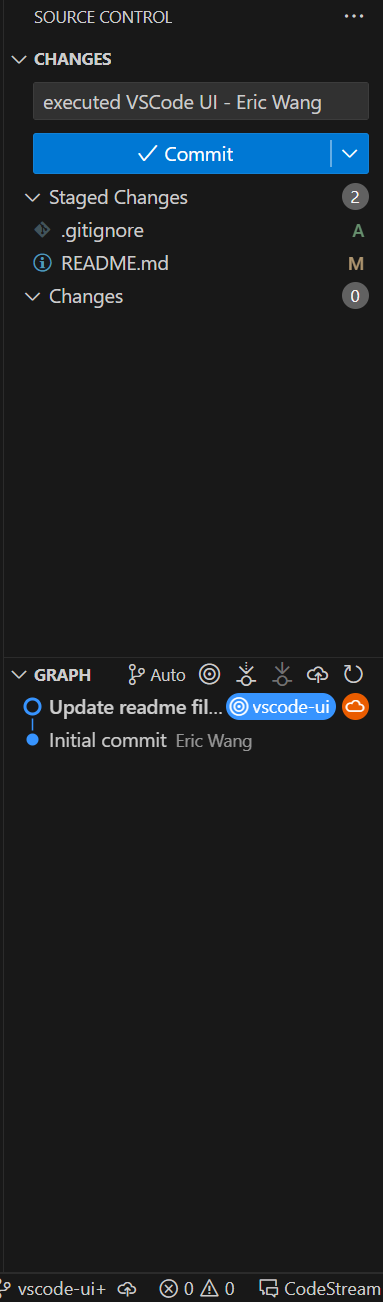 SOURCE CONTROL
CHANGES
executed VSCode UI - Eric Wang
Commit
Staged Changes 2
.gitignore A
README.md M
Changes 0
GRAPH Auto
Update readme fil... vscode-ui
Initial commit Eric Wang
vscode-ui+ 0 0 CodeStream